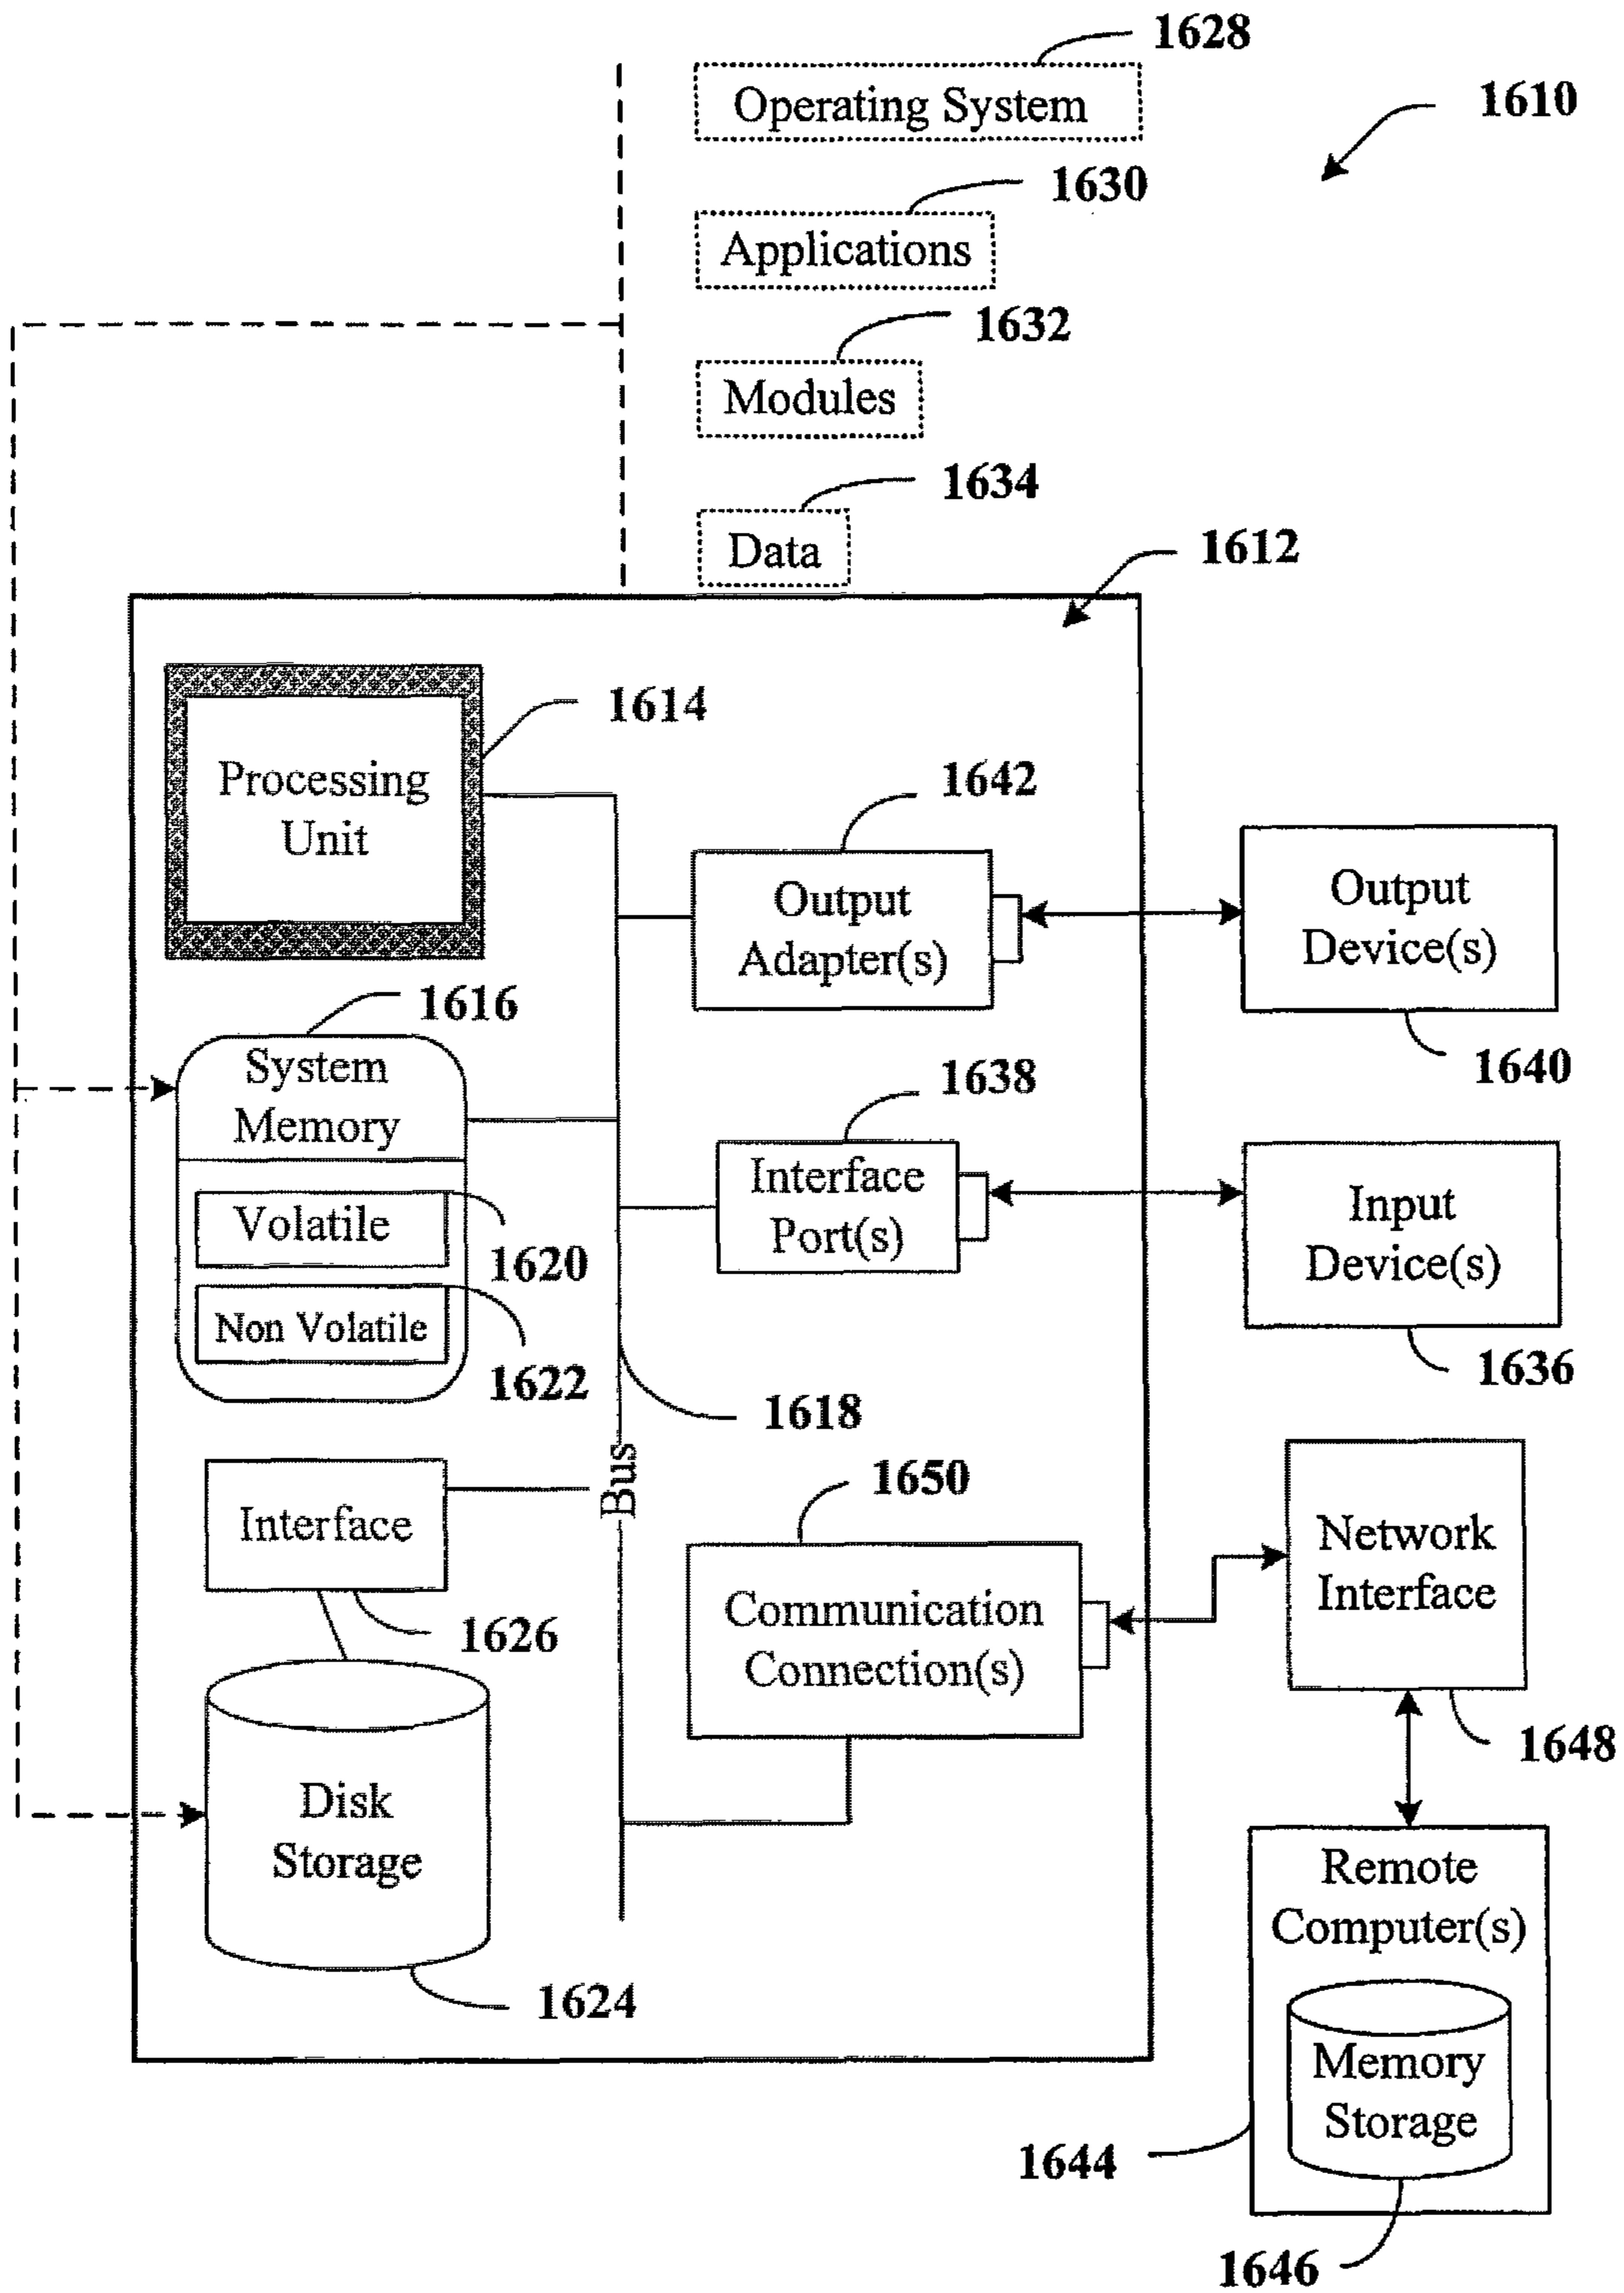 1628
Operating System
1610
1630
Applications
1632
Modules
1634
Data
1612
1614
Processing
Unit
1642
Output
Adapter(s)
Output
Device(s)
1640
1616
System
Memory
1638
Interface
Port(s)
Input
Device(s)
1636
Volatile
1620
Non Volatile
1622
1618
Bus
1650
Interface
1626
Communication
Connection(s)
Network
Interface
1648
Disk
Storage
1624
Remote
Computer(s)
Memory
Storage
1644
1646